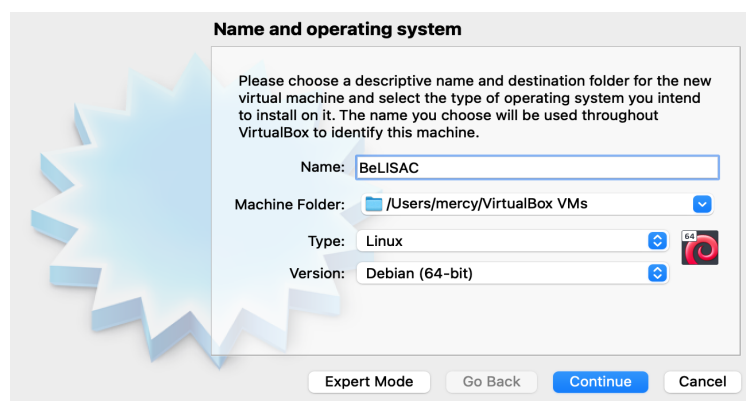 Name and operating system
Please choose a descriptive name and destination folder for the new
virtual machine and select the type of operating system you intend
to install on it. The name you choose will be used throughout
VirtualBox to identify this machine.
Name: BeLISAC
Machine Folder: /Users/mercy/VirtualBox VMs
Type: Linux
64
Version: Debian (64-bit)
Expert Mode Go Back Continue Cancel